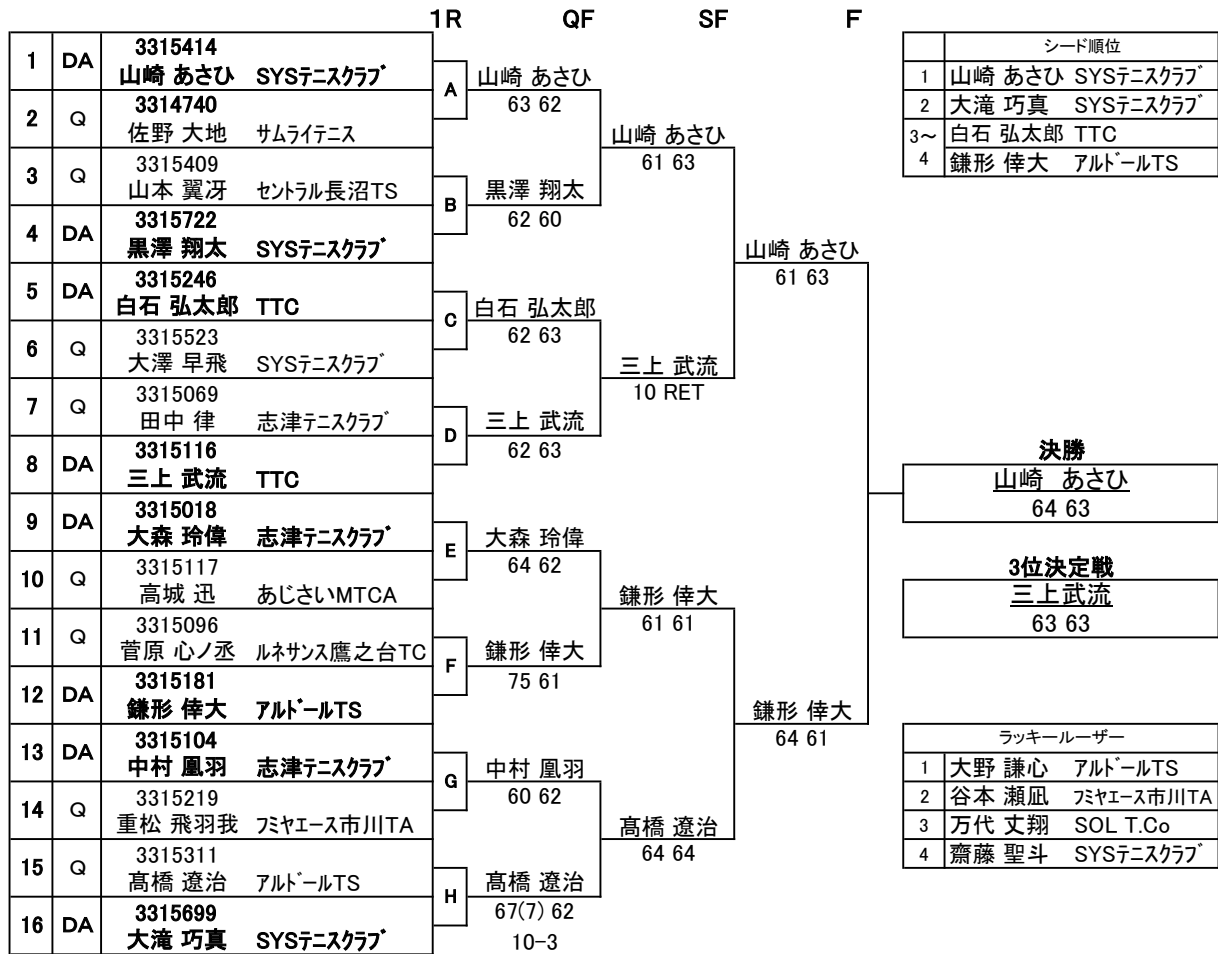 1R QF SF F
1 DA 3315414
山崎 あさひ SYSテニスクラブ
2 Q 3314740
佐野 大地 サムライテニス
3 Q 3315409
山本 翼冴 セントラル長沼TS
4 DA 3315722
黒澤 翔太 SYSテニスクラブ
5 DA 3315246
白石 弘太郎 TTC
6 Q 3315523
大澤 早飛 SYSテニスクラブ
7 Q 3315069
田中 律 志津テニスクラブ
8 DA 3315116
三上 武流 TTC
9 DA 3315018
大森 玲偉 志津テニスクラブ
10 Q 3315117
高城 迅 あじさいMTCA
11 Q 3315096
菅原 心ノ丞 ルネサンス鷹之台TC
12 DA 3315181
鎌形 倖大 アルドールTS
13 DA 3315104
中村 凰羽 志津テニスクラブ
14 Q 3315219
重松 飛羽我 フミヤエース市川TA
15 Q 3315311
髙橋 遼治 アルドールTS
16 DA 3315699
大滝 巧真 SYSテニスクラブ
A
山崎 あさひ
63 62
B
黒澤 翔太
62 60
C
白石 弘太郎
62 63
D
三上 武流
62 63
E
大森 玲偉
64 62
F
鎌形 倖大
75 61
G
中村 凰羽
60 62
H
髙橋 遼治
67(7) 62
10-3
山崎 あさひ
61 63
三上 武流
10 RET
鎌形 倖大
61 61
髙橋 遼治
64 64
山崎 あさひ
61 63
鎌形 倖大
64 61
シード順位
1 山崎 あさひ SYSテニスクラブ
2 大滝 巧真 SYSテニスクラブ
3～ 白石 弘太郎 TTC
4 鎌形 倖大 アルドールTS
決勝
山崎 あさひ
64 63
3位決定戦
三上武流
63 63
ラッキールーザー
1 大野 謙心 アルドールTS
2 谷本 瀬凪 フミヤエース市川TA
3 万代 丈翔 SOL T.Co
4 齋藤 聖斗 SYSテニスクラブ